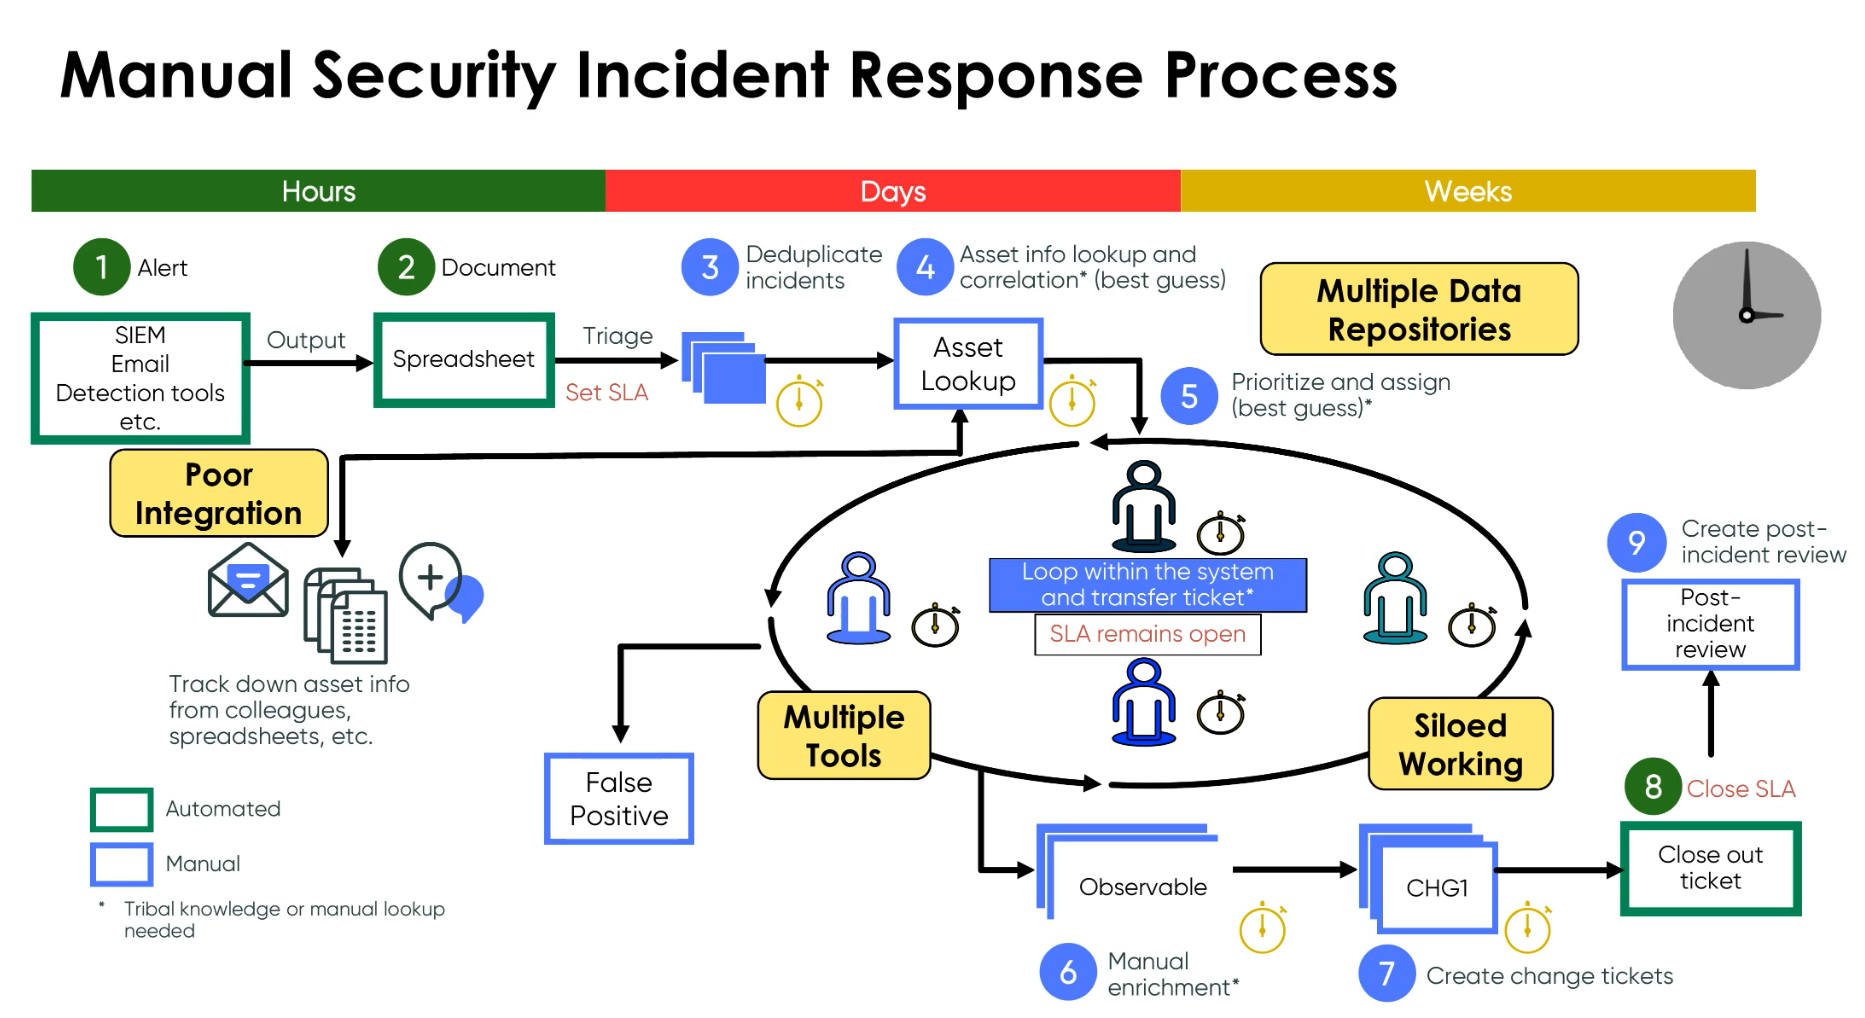 Manual Security Incident Response Process
Hours
Days
Weeks
1
Alert
2
Document
3
Deduplicate
incidents
4
Asset info lookup and
correlation* (best guess)
Multiple Data
Repositories
SIEM
Email
Detection tools
etc.
Output
Spreadsheet
Triage
Set SLA
Asset
Lookup
5
Prioritize and assign
(best guess)*
Poor
Integration
Track down asset info
from colleagues,
spreadsheets, etc.
Loop within the system
and transfer ticket*
SLA remains open
9
Create post-
incident review
Post-
incident
review
Multiple
Tools
Siloed
Working
False
Positive
8
Close SLA
Close out
ticket
Observable
CHG1
6
Manual
enrichment*
7
Create change tickets
Automated
Manual
* Tribal knowledge or manual lookup
needed